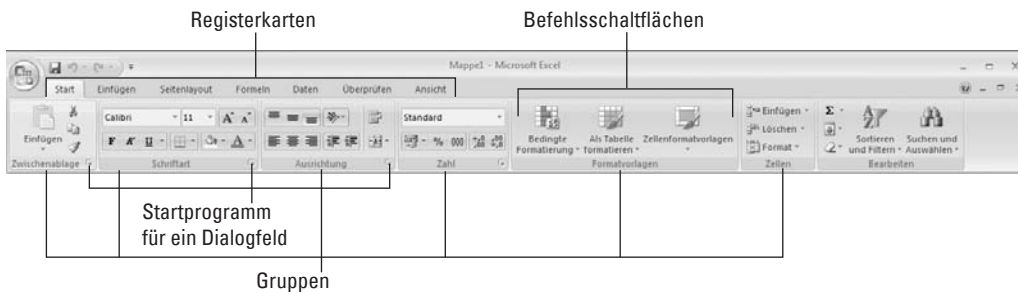 Registerkarten
Befehlsschaltflächen
Mappe1 - Microsoft Excel
Start Einfügen Seitenlayout Formeln Daten Überprüfen Ansicht
Calibri 11 A A Standard
Einfügen
F K U A % 000
Bedingte Formatierung
Als Tabelle formatieren
Zellenformatvorlagen
Einfügen
Löschen
Format
Σ
Sortieren und Filtern
Suchen und Auswählen
Zwischenablage Schriftart Ausrichtung Zahl Formatvorlagen Zellen Bearbeiten
Startprogramm
für ein Dialogfeld
Gruppen